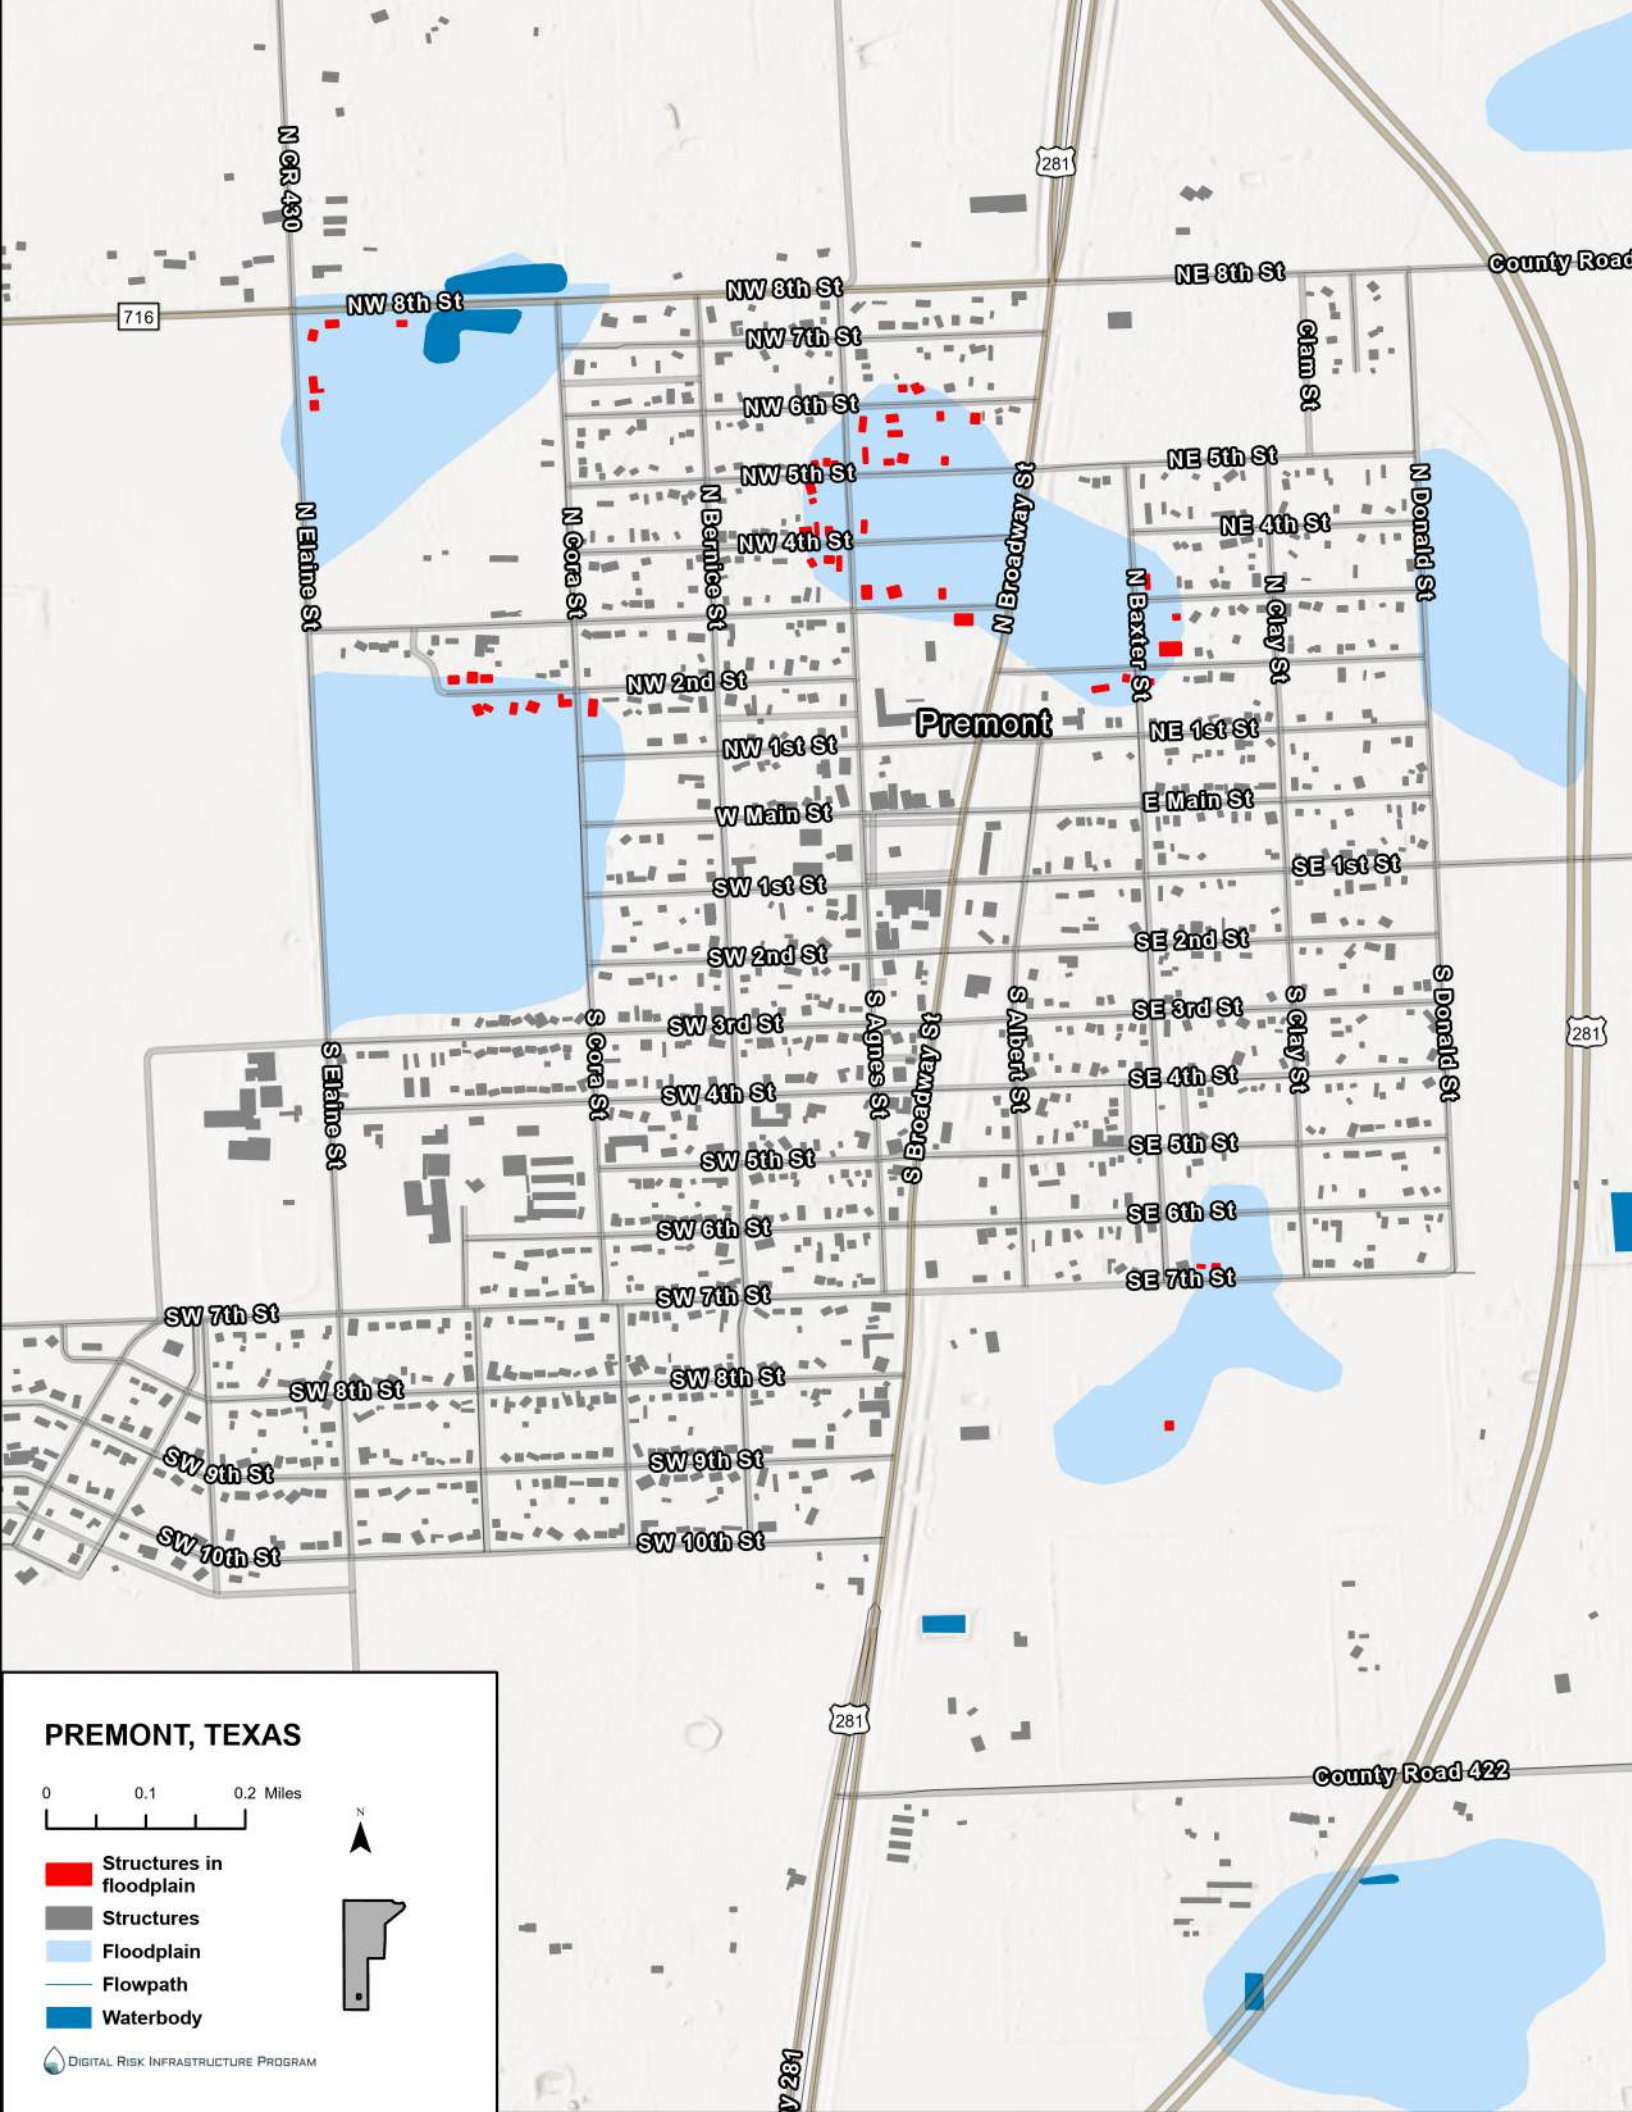 N CR 430
281
NE 8th St
County Road
NW 8th St
NW 8th St
716
NW 7th St
Clam St
NW 6th St
NE 5th St
NW 5th St
N Donald St
N Broadway St
N Bernice St
N Elaine St
N Cora St
NE 4th St
NW 4th St
N Baxter St
N Clay St
NW 2nd St
Premont
NE 1st St
NW 1st St
E Main St
W Main St
SE 1st St
SW 1st St
SE 2nd St
SW 2nd St
S Donald St
S Agnes St
S Albert St
S Clay St
SE 3rd St
S Cora St
SW 3rd St
S Broadway St
281
S Elaine St
SE 4th St
SW 4th St
SE 5th St
SW 5th St
SE 6th St
SW 6th St
SE 7th St
SW 7th St
SW 7th St
SW 8th St
SW 8th St
SW 9th St
SW 9th St
SW 10th St
SW 10th St
281
County Road 422
y 281
PREMONT, TEXAS
0 0.1 0.2 Miles
N
Structures in
floodplain
Structures
Floodplain
Flowpath
Waterbody
DIGITAL RISK INFRASTRUCTURE PROGRAM